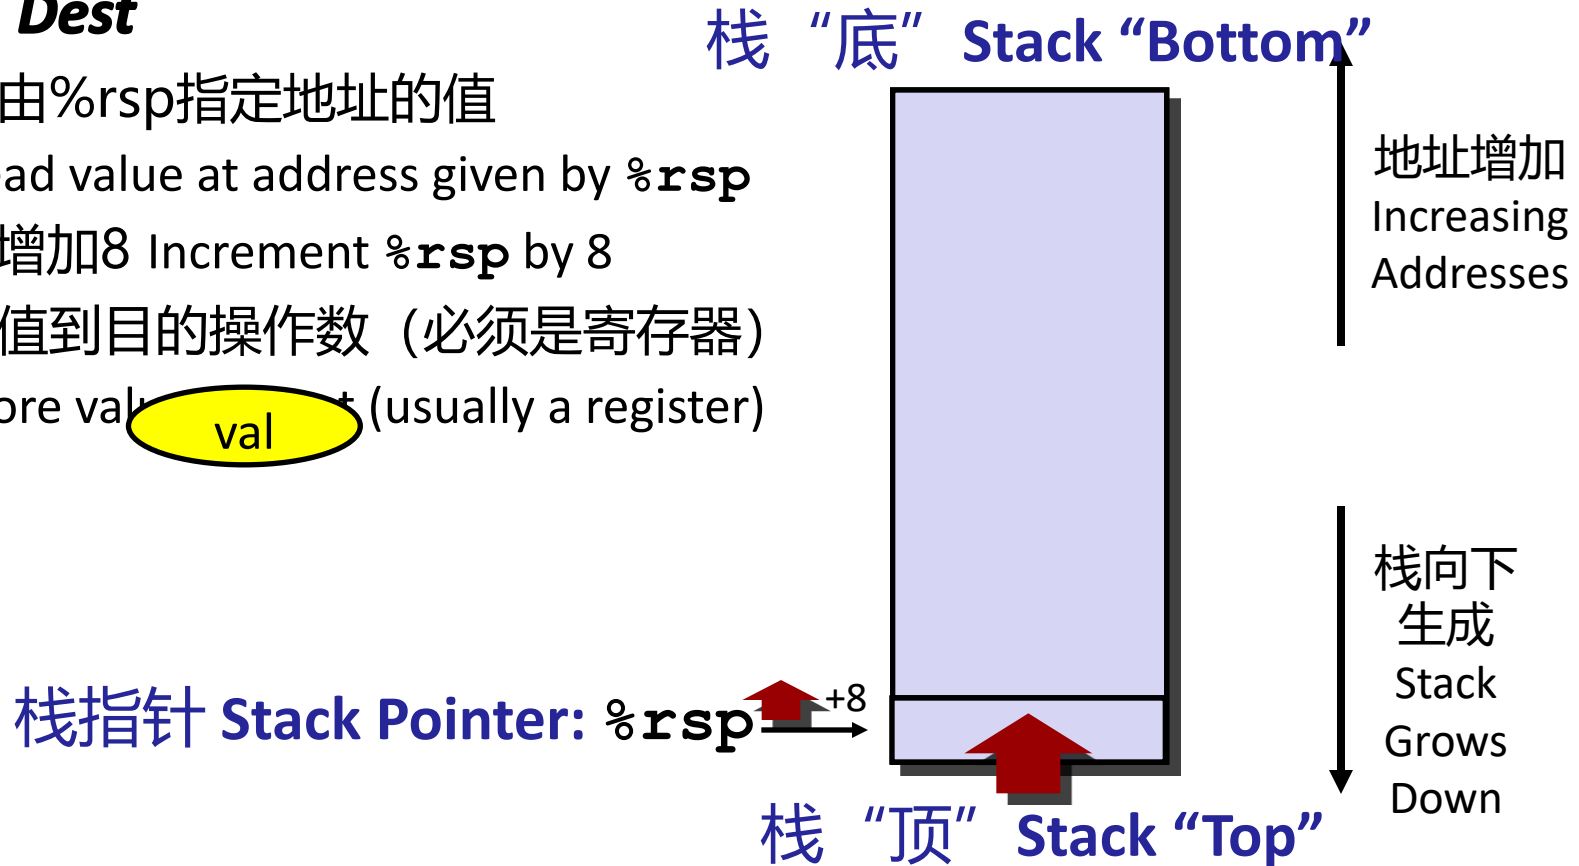 Dest
由%rsp指定地址的值
ad value at address given by %rsp
增加8 Increment %rsp by 8
值到目的操作数（必须是寄存器）
ore val t (usually a register)
val
栈指针 Stack Pointer: %rsp
+8
栈“底” Stack “Bottom”
栈“顶” Stack “Top”
地址增加
Increasing
Addresses
栈向下
生成
Stack
Grows
Down